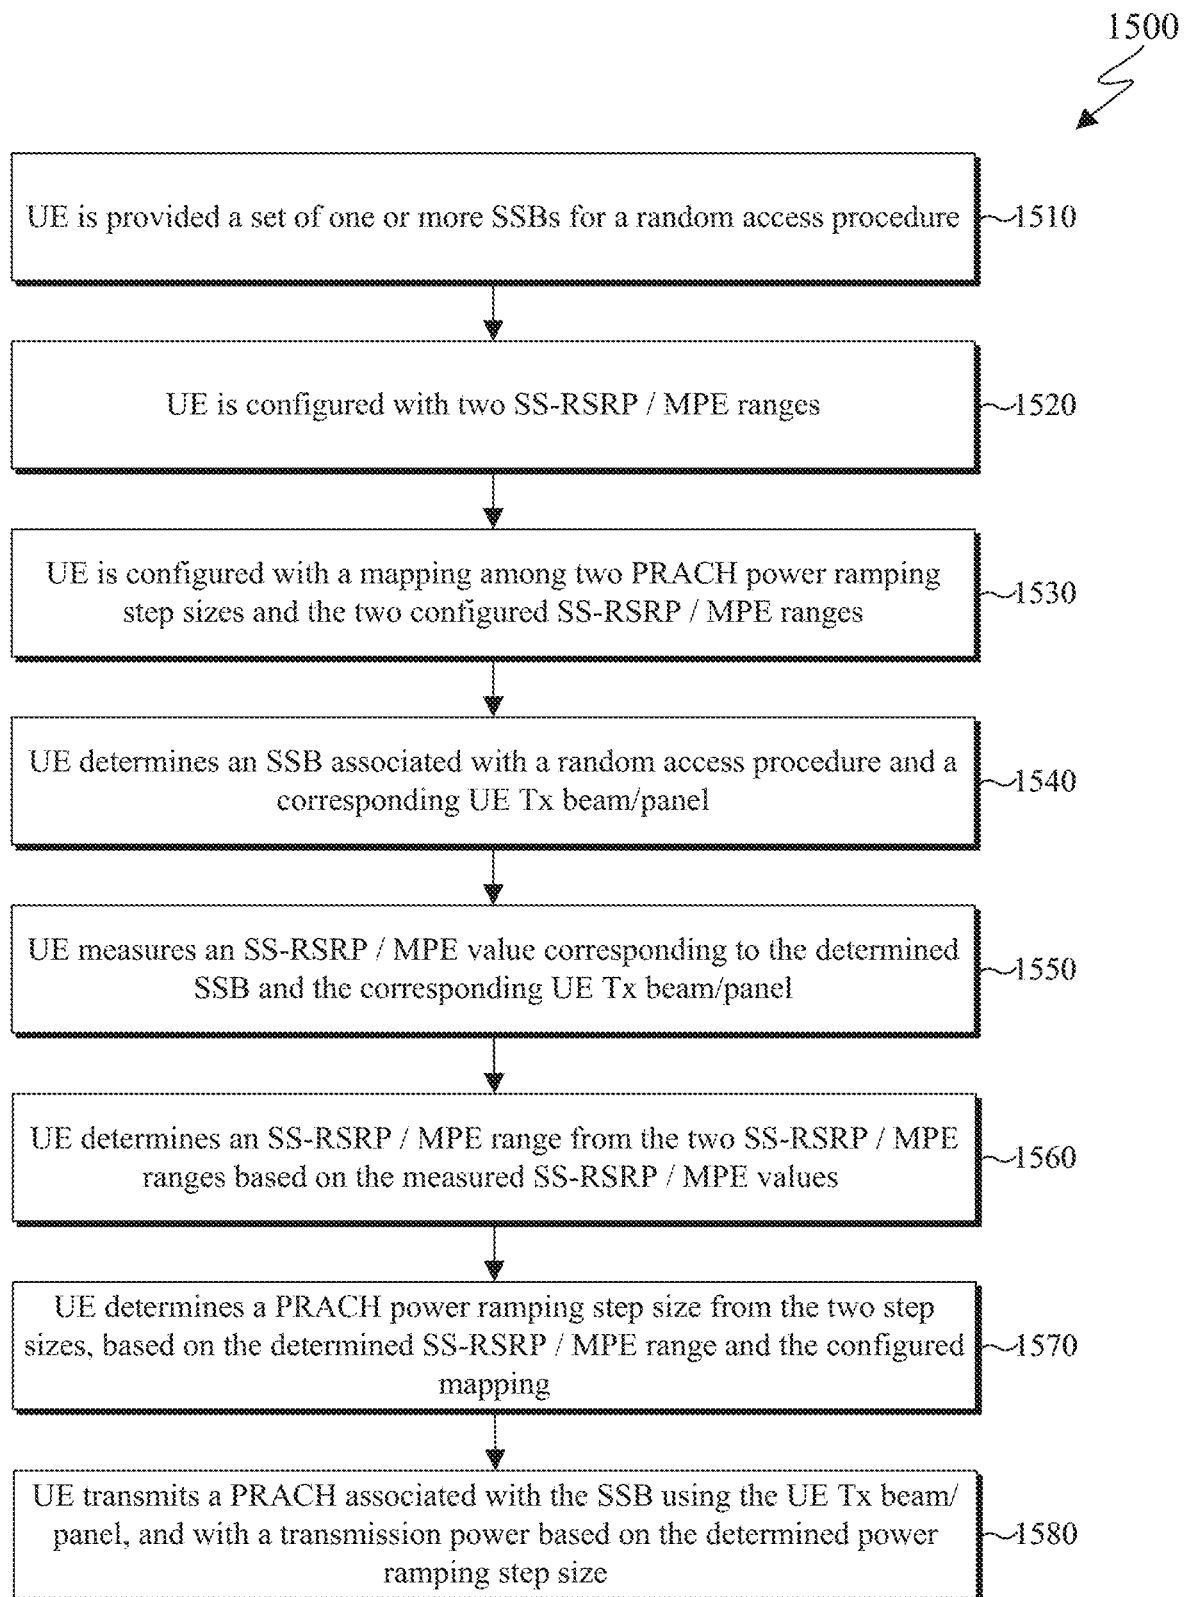 1500
UE is provided a set of one or more SSBs for a random access procedure
1510
UE is configured with two SS-RSRP / MPE ranges
1520
UE is configured with a mapping among two PRACH power ramping
step sizes and the two configured SS-RSRP / MPE ranges
1530
UE determines an SSB associated with a random access procedure and a
corresponding UE Tx beam/panel
1540
UE measures an SS-RSRP / MPE value corresponding to the determined
SSB and the corresponding UE Tx beam/panel
1550
UE determines an SS-RSRP / MPE range from the two SS-RSRP / MPE
ranges based on the measured SS-RSRP / MPE values
1560
UE determines a PRACH power ramping step size from the two step
sizes, based on the determined SS-RSRP / MPE range and the configured
mapping
1570
UE transmits a PRACH associated with the SSB using the UE Tx beam/
panel, and with a transmission power based on the determined power
ramping step size
1580